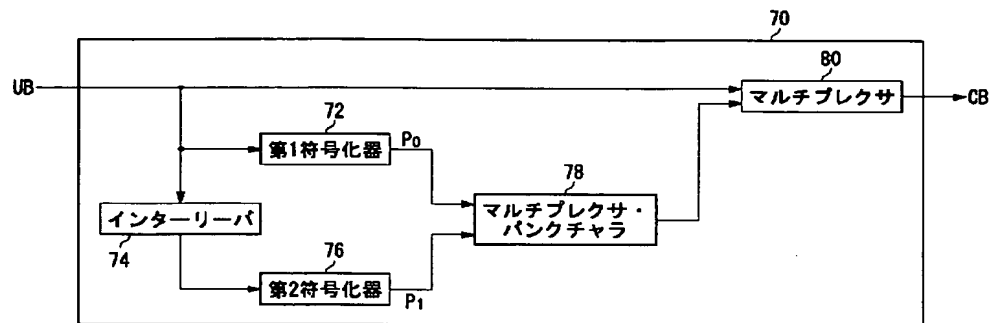 70
80
UB
マルチプレクサ
CB
72
第1符号化器
P0
78
マルチプレクサ・
パンクチャラ
インターリーバ
74
76
第2符号化器
P1